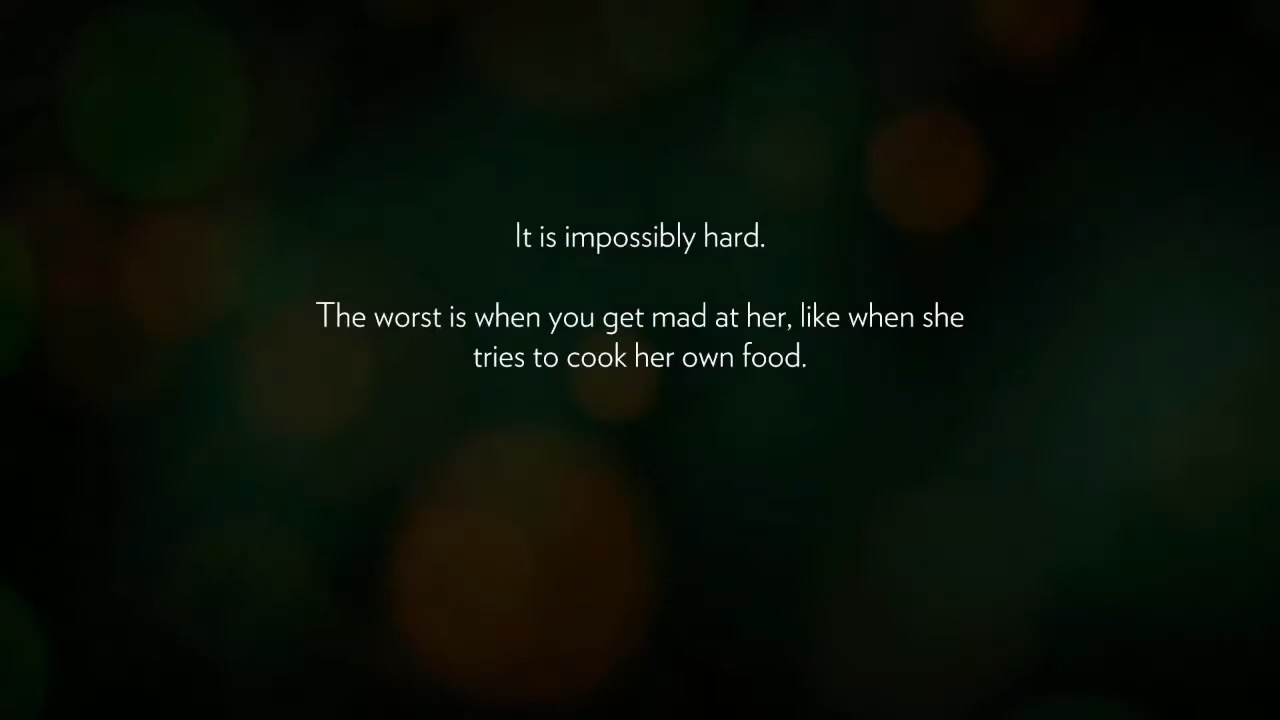 It is impossibly hard.
The worst is when you get mad at her, like when she
tries to cook her own food.